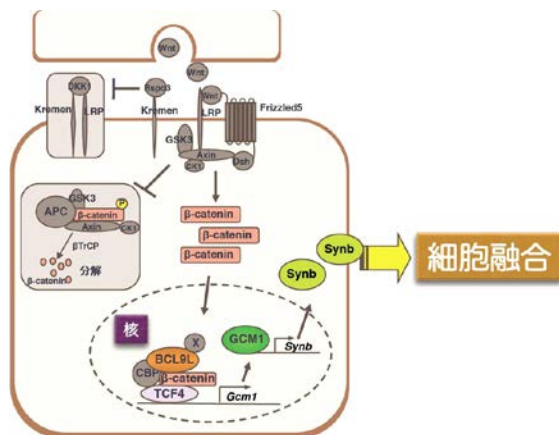 Wnt
Wnt
DKK1
Rspo3
Wnt
Kremen
LRP
Kremen
LRP
Frizzled5
GSK3
Axin
CK1
Dsh
GSK3
P
APC
β-catenin
Axin
CK1
βTrCP
β-catenin
分解
β-catenin
β-catenin
β-catenin
Synb
Synb
細胞融合
核
X
BCL9L
CBP
β-catenin
TCF4
GCM1
Synb
Gcm1